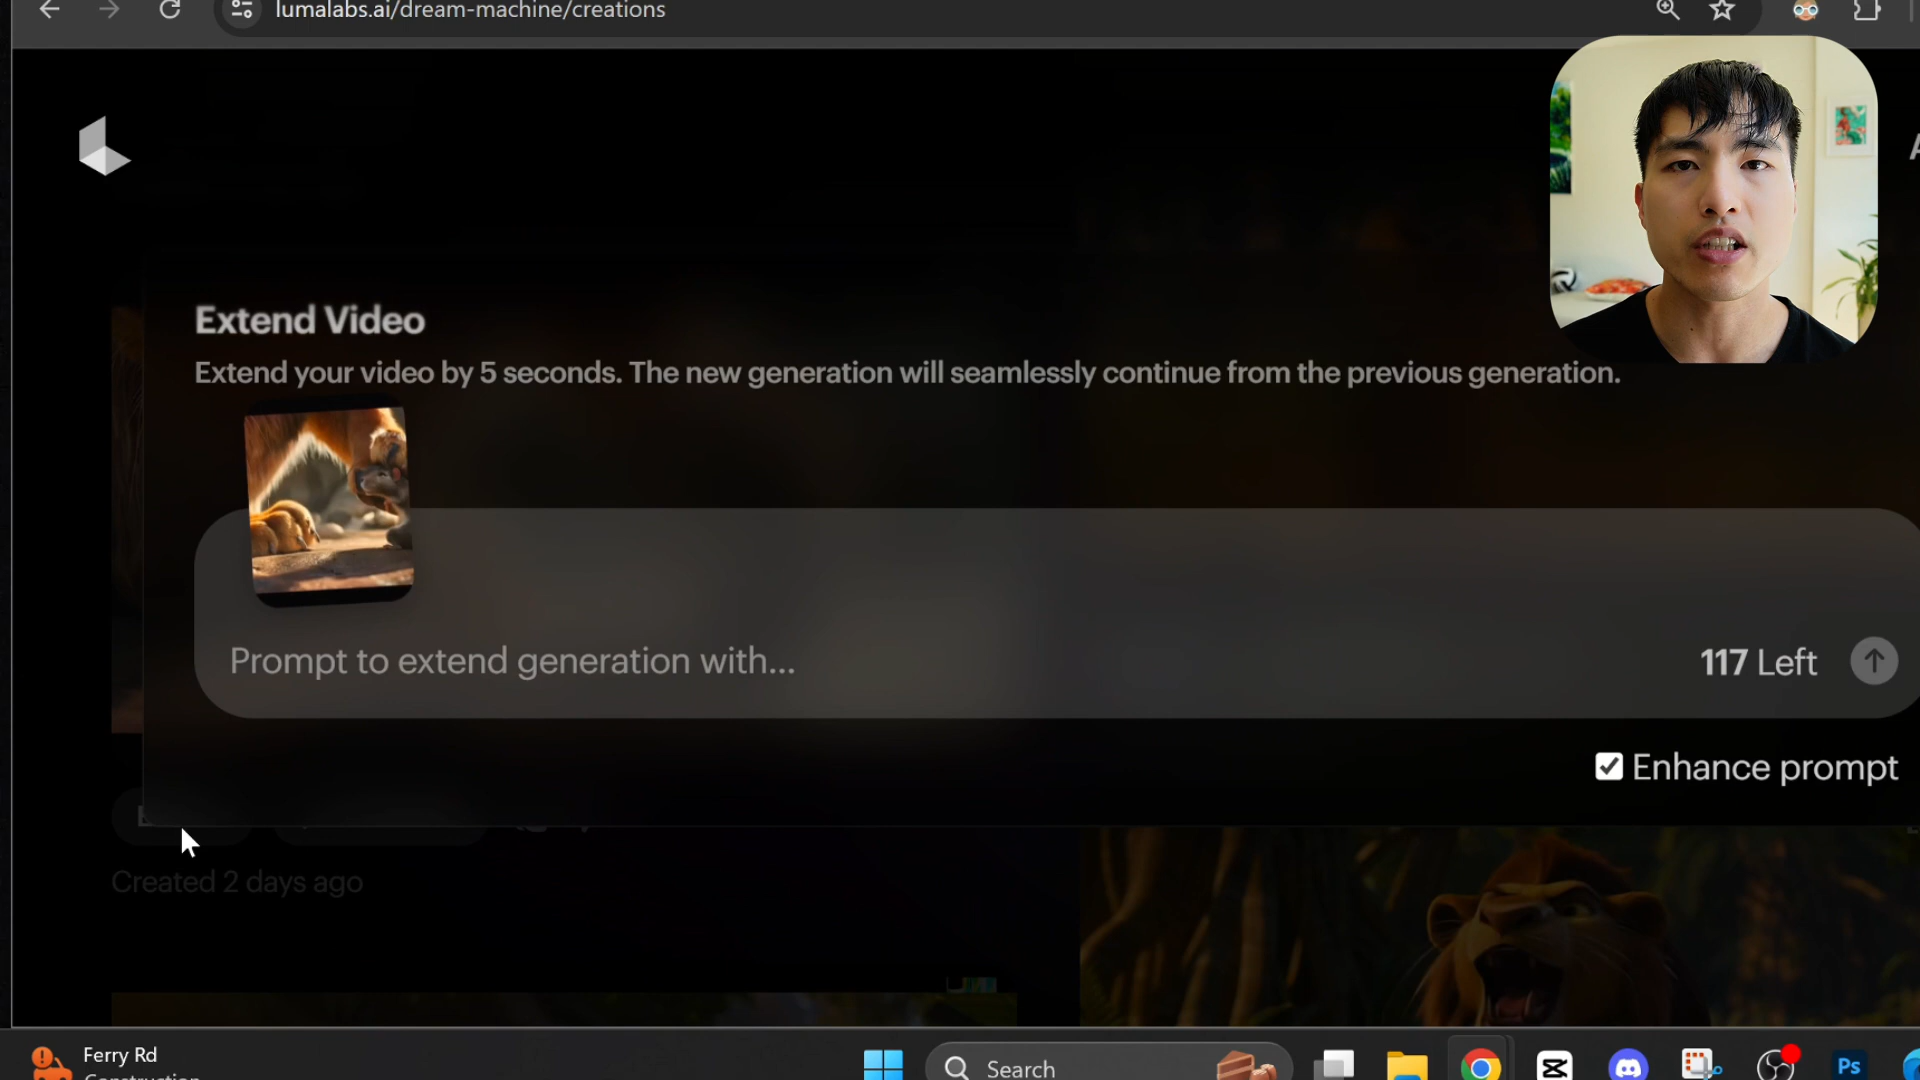 lumalabs.ai/dream-machine/creations
Extend Video
Extend your video by 5 seconds. The new generation will seamlessly continue from the previous generation.
Prompt to extend generation with...
117 Left
Enhance prompt
Created 2 days ago
Ferry Rd
Construction
Search
Ps